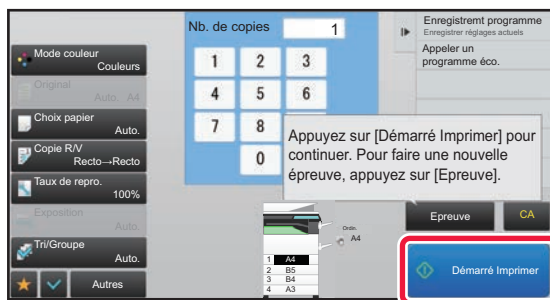 Nb. de copies
1
Enregistremt programme
Enregistrer réglages actuels
Appeler un
programme éco.
Mode couleur
Couleurs
Original
Auto. A4
Choix papier
Auto.
Copie R/V
Recto→Recto
Taux de repro.
100%
Exposition
Auto.
Tri/Groupe
Auto.
Autres
1 2 3
4 5 6
7 8
0
Appuyez sur [Démarré Imprimer] pour
continuer. Pour faire une nouvelle
épreuve, appuyez sur [Epreuve].
Ordin.
A4
1 A4
2 B5
3 B4
4 A3
Epreuve
CA
Démarré Imprimer